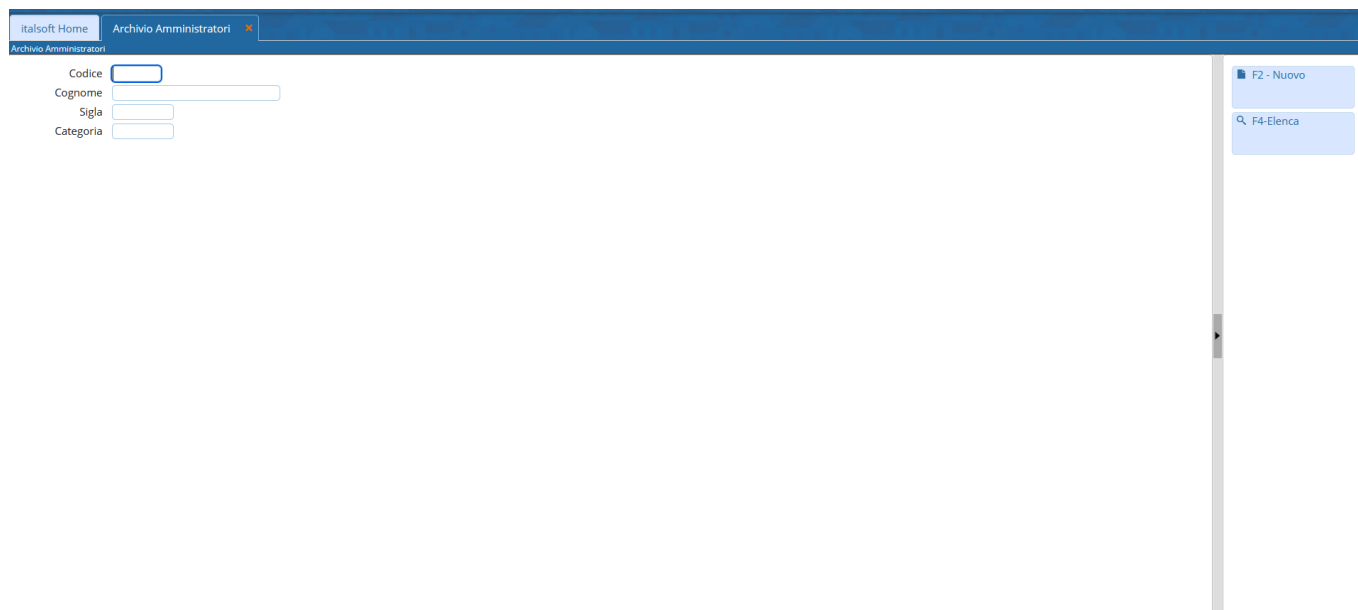 italsoft Home
Archivio Amministratori
Archivio Amministratori
Codice
F2 - Nuovo
Cognome
Sigla
F4-Elenca
Categoria